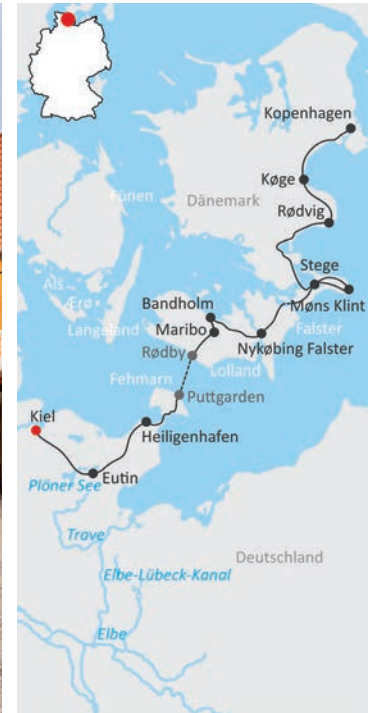 Kopenhagen
Køge
Fünen
Dänemark
Rødvig
Stege
Als
Ærø
Bandholm
Møns Klint
Langeland
Maribo
Falster
Rødby
Nykøbing Falster
Lolland
Fehmarn
Puttgarden
Kiel
Heiligenhafen
Eutin
Plöner See
Trave
Deutschland
Elbe-Lübeck-Kanal
Elbe